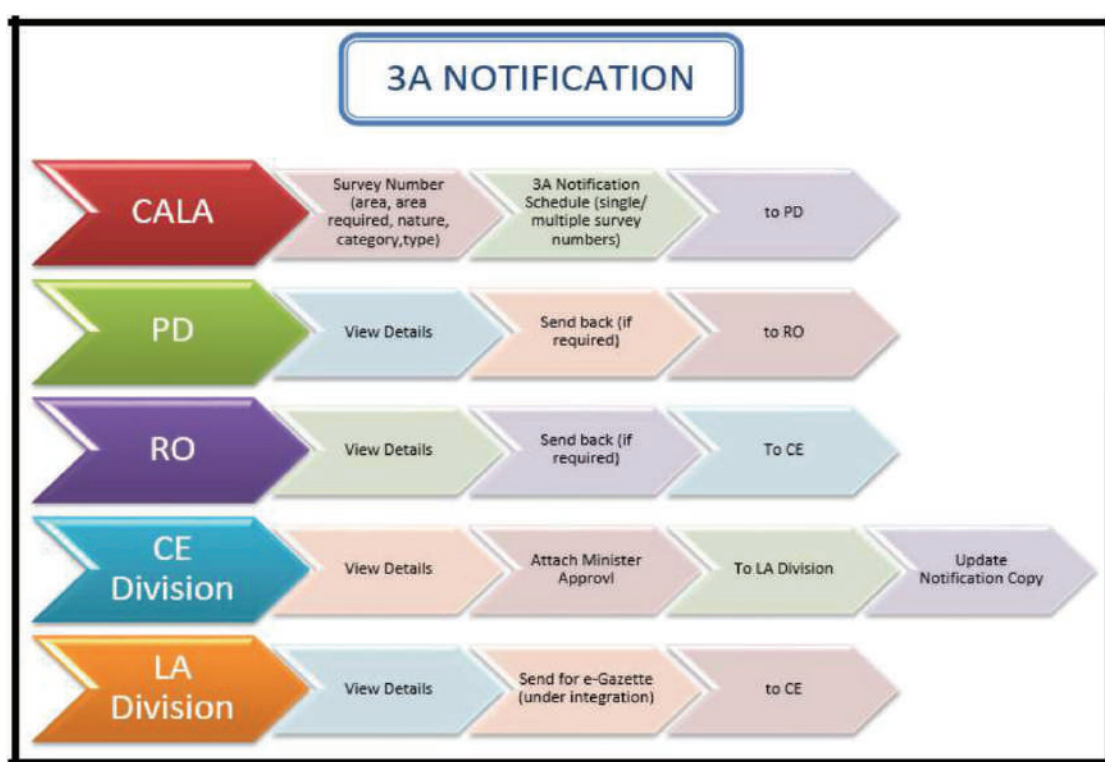 3A NOTIFICATION
CALA
Survey Number
(area, area
required, nature,
category,type)
3A Notification
Schedule (single/
multiple survey
numbers)
to PD
PD
View Details
Send back (if
required)
to RO
RO
View Details
Send back (if
required)
To CE
CE
Division
View Details
Attach Minister
Approvl
To LA Division
Update
Notification Copy
LA
Division
View Details
Send for e-Gazette
(under integration)
to CE